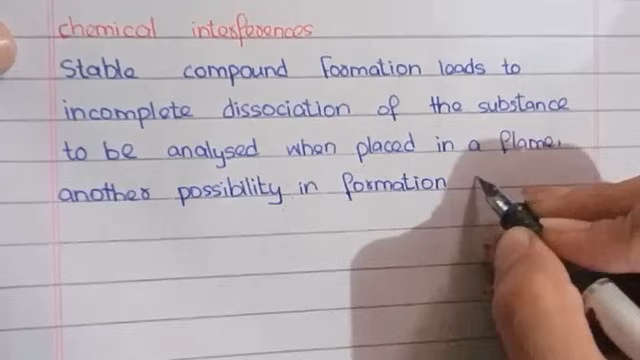 chemical interferences
Stable compound Formation leads to
incomplete dissociation of the substance
to be analysed when placed in a flame,
another possibility in formation